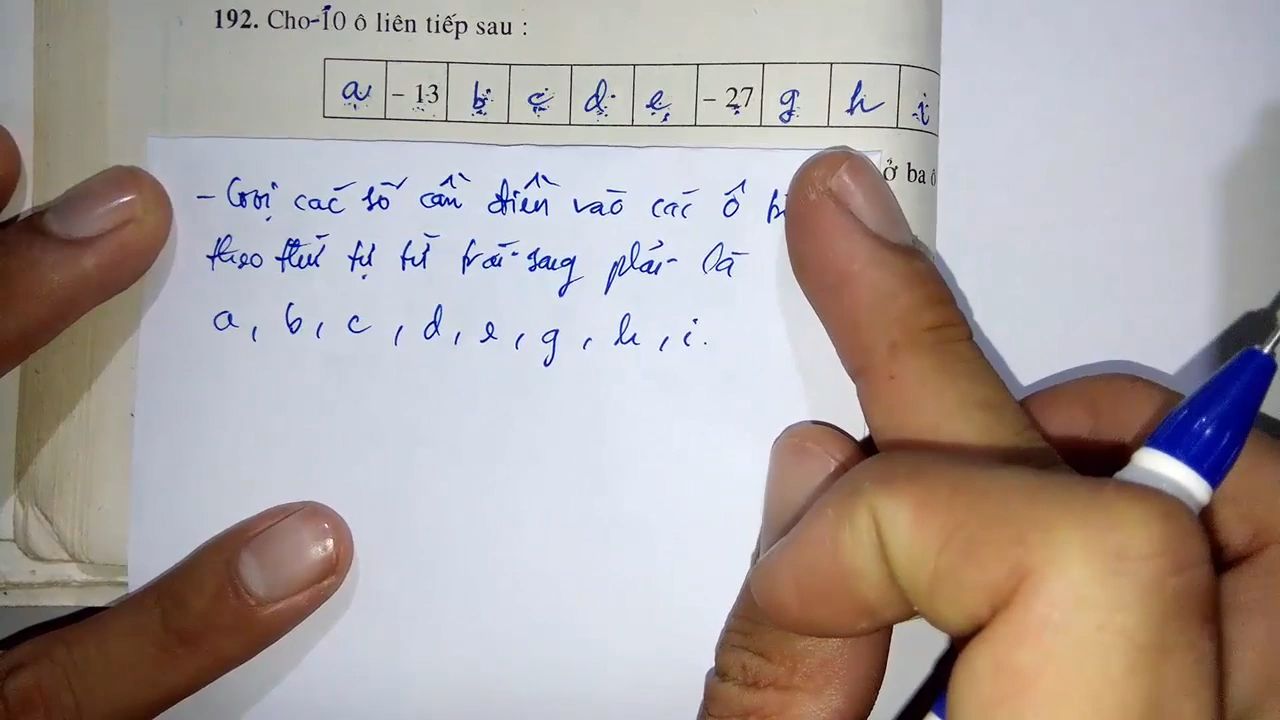 192. Cho 10 ô liên tiếp sau :
a - 13 b c d e - 27 g h i
ở ba ô
- Gọi các số cần điền vào các ô
theo thứ tự từ trái sang phải là
a, b, c, d, e, g, h, i.